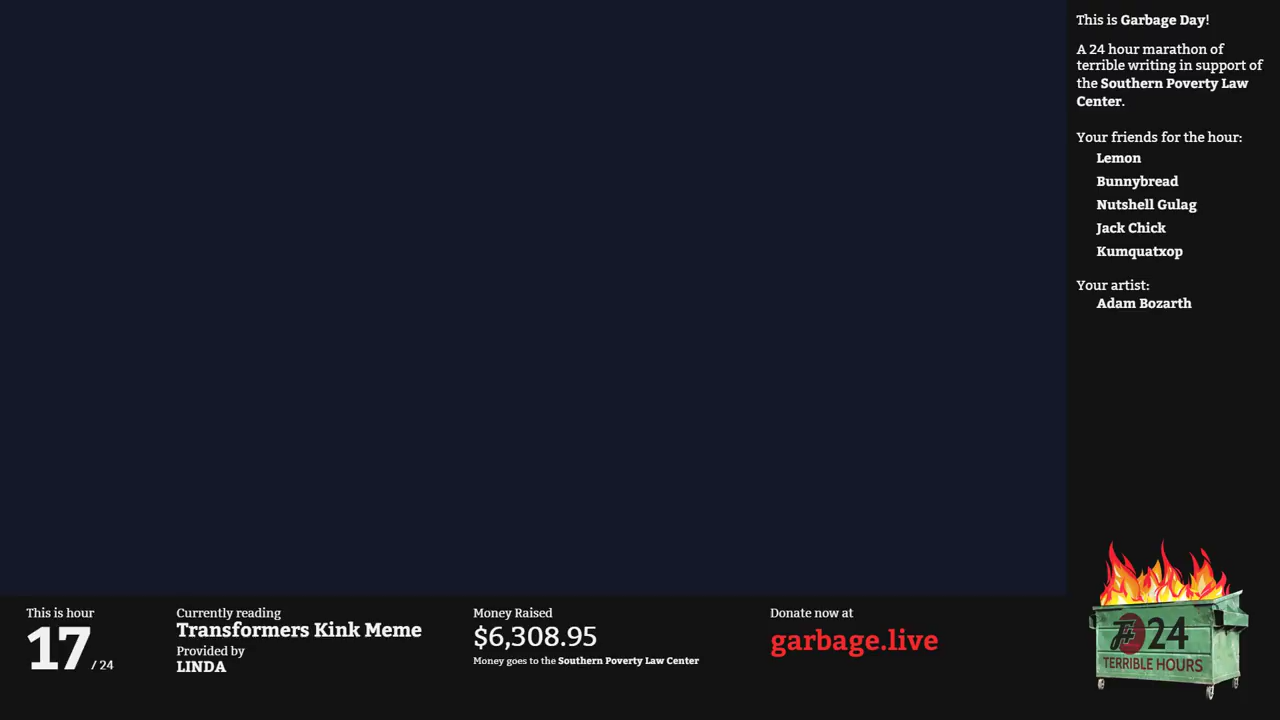 This is Garbage Day!
A 24 hour marathon of
terrible writing in support of
the Southern Poverty Law
Center.
Your friends for the hour:
Lemon
Bunnybread
Nutshell Gulag
Jack Chick
Kumquatxop
Your artist:
Adam Bozarth
This is hour
17 / 24
Currently reading
Transformers Kink Meme
Provided by
LINDA
Money Raised
$6,308.95
Money goes to the Southern Poverty Law Center
Donate now at
garbage.live
F+ 24
TERRIBLE HOURS